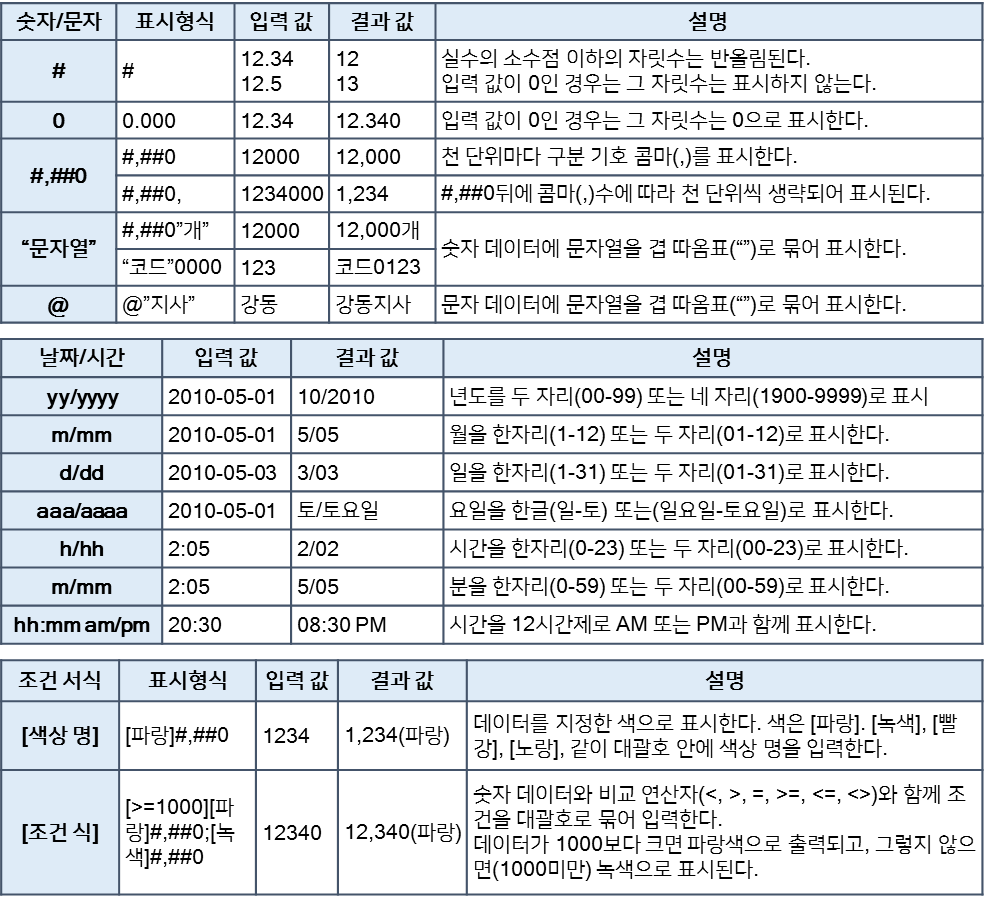 숫자/문자 표시형식 입력 값 결과 값 설명
# # 12.34 12 실수의 소수점 이하의 자릿수는 반올림된다.
12.5 13 입력 값이 0인 경우는 그 자릿수는 표시하지 않는다.
0 0.000 12.34 12.340 입력 값이 0인 경우는 그 자릿수는 0으로 표시한다.
#,##0 #,##0 12000 12,000 천 단위마다 구분 기호 콤마(,)를 표시한다.
#,##0, 1234000 1,234 #,##0뒤에 콤마(,)수에 따라 천 단위씩 생략되어 표시된다.
“문자열” #,##0”개” 12000 12,000개 숫자 데이터에 문자열을 겹 따옴표(“”)로 묶어 표시한다.
“코드”0000 123 코드0123
@ @”지사” 강동 강동지사 문자 데이터에 문자열을 겹 따옴표(“”)로 묶어 표시한다.
날짜/시간 입력 값 결과 값 설명
yy/yyyy 2010-05-01 10/2010 년도를 두 자리(00-99) 또는 네 자리(1900-9999)로 표시
m/mm 2010-05-01 5/05 월을 한자리(1-12) 또는 두 자리(01-12)로 표시한다.
d/dd 2010-05-03 3/03 일을 한자리(1-31) 또는 두 자리(01-31)로 표시한다.
aaa/aaaa 2010-05-01 토/토요일 요일을 한글(일-토) 또는(일요일-토요일)로 표시한다.
h/hh 2:05 2/02 시간을 한자리(0-23) 또는 두 자리(00-23)로 표시한다.
m/mm 2:05 5/05 분을 한자리(0-59) 또는 두 자리(00-59)로 표시한다.
hh:mm am/pm 20:30 08:30 PM 시간을 12시간제로 AM 또는 PM과 함께 표시한다.
조건 서식 표시형식 입력 값 결과 값 설명
[색상 명] [파랑]#,##0 1234 1,234(파랑) 데이터를 지정한 색으로 표시한다. 색은 [파랑]. [녹색], [빨
강], [노랑], 같이 대괄호 안에 색상 명을 입력한다.
[조건 식] [>=1000][파
랑]#,##0;[녹
색]#,##0
12340 12,340(파랑) 숫자 데이터와 비교 연산자(<, >, =, >=, <=, <>)와 함께 조
건을 대괄호로 묶어 입력한다.
데이터가 1000보다 크면 파랑색으로 출력되고, 그렇지 않으
면(1000미만) 녹색으로 표시된다.